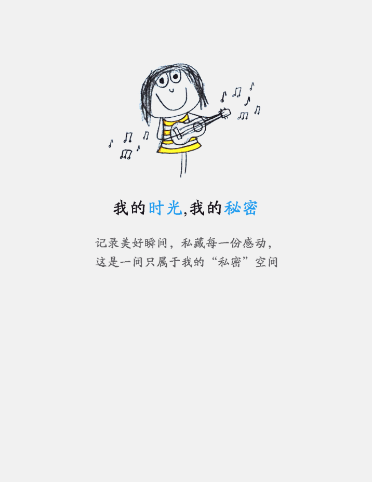 我的时光,我的秘密
记录美好瞬间，私藏每一份感动，
这是一间只属于我的“私密”空间